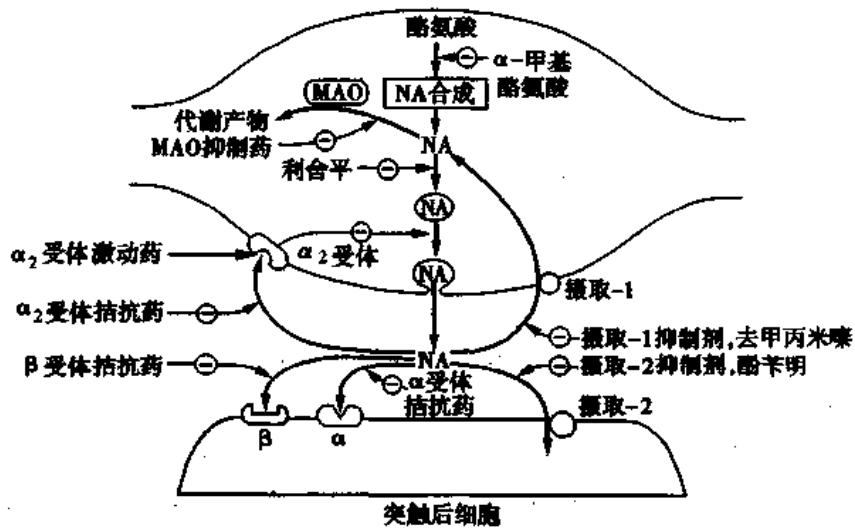 酪氨酸
α-甲基
酪氨酸
MAO
NA合成
代谢产物
MAO抑制药
NA
利舍平
NA
α₂受体激动药
α₂受体
NA
摄取-1
α₂受体拮抗药
摄取-1抑制剂,去甲丙米嗪
β受体拮抗药
NA
摄取-2抑制剂,酚苄明
α受体
拮抗药
摄取-2
β
α
突触后细胞